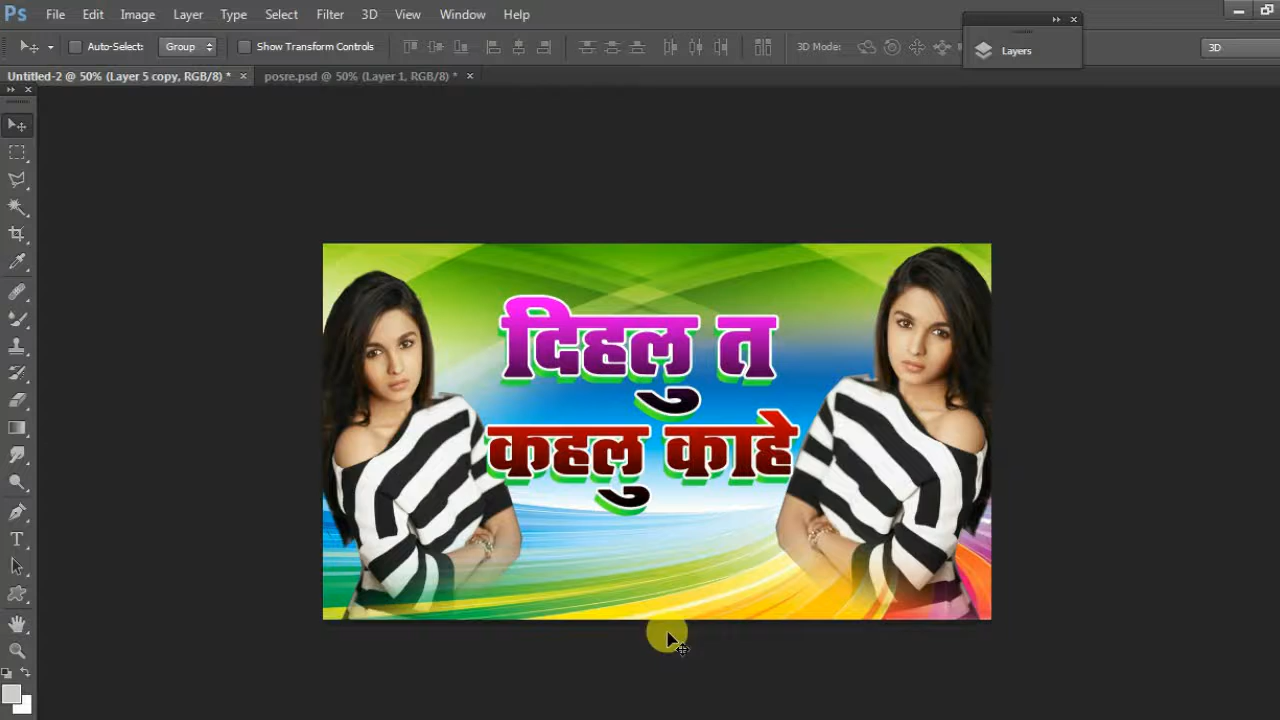 Ps File Edit Image Layer Type Select Filter 3D View Window Help
Auto-Select: Group Show Transform Controls 3D Mode: Layers 3D
Untitled-2 @ 50% (Layer 5 copy, RGB/8) * × posre.psd @ 50% (Layer 1, RGB/8) * ×
दिहलु त
कहलु काहे